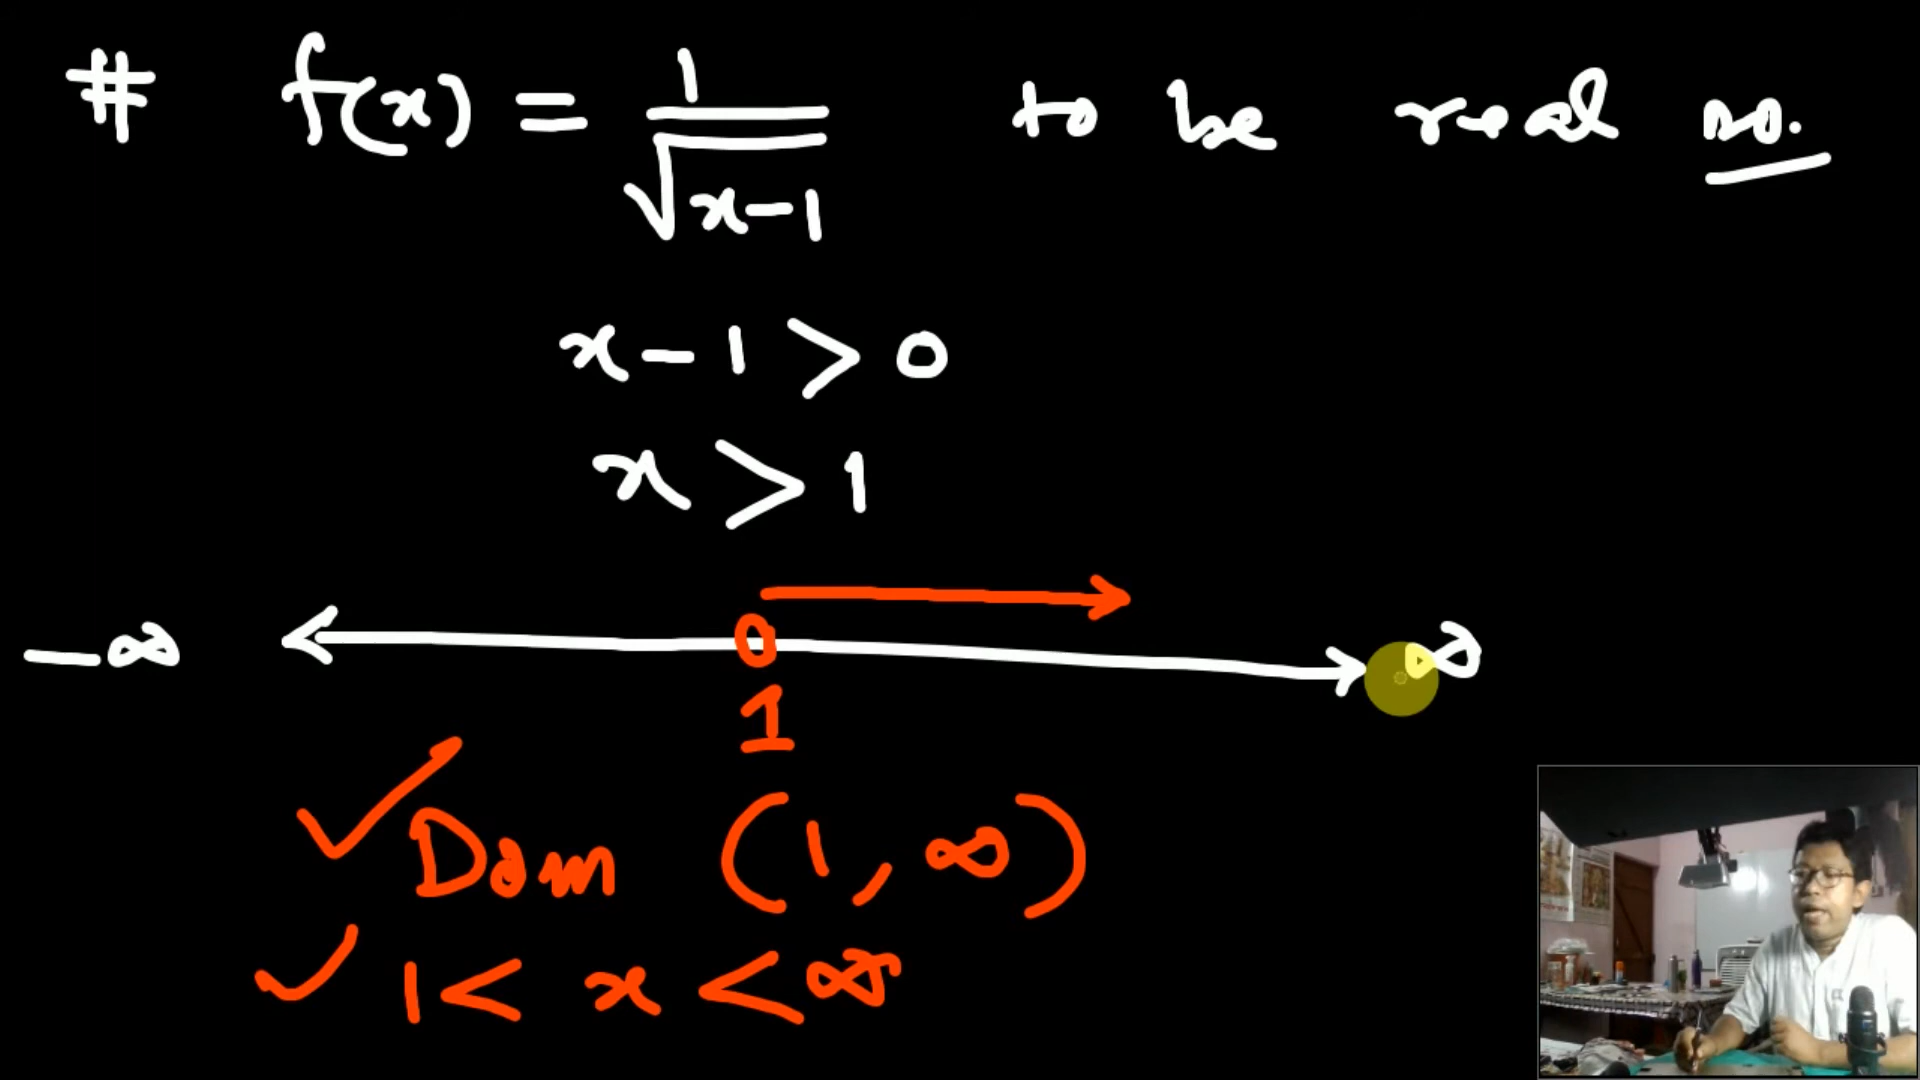 # f(x) = 1/√(x-1) to be real no.
x-1 > 0
x > 1
-∞ ∞
1
Dom (1, ∞)
1 < x < ∞